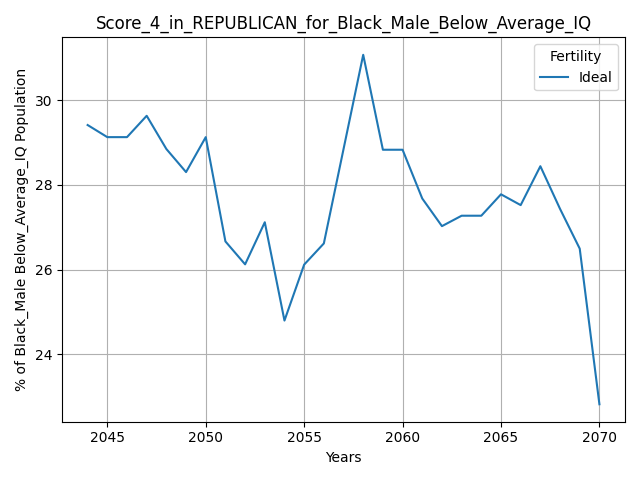 Score_4_in_REPUBLICAN_for_Black_Male_Below_Average_IQ
Fertility
Ideal
% of Black_Male Below_Average_IQ Population
30
28
26
24
2045 2050 2055 2060 2065 2070
Years